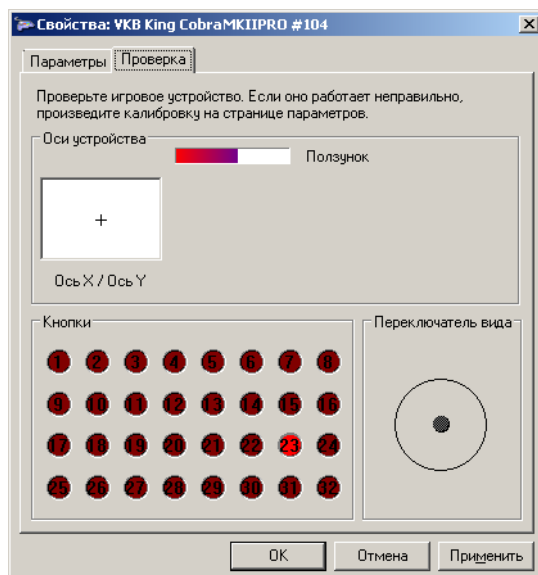 Свойства: VKB King CobraMKIIPRO #104
Параметры Проверка
Проверьте игровое устройство. Если оно работает неправильно,
произведите калибровку на странице параметров.
Оси устройства
Ползунок
Ось X / Ось Y
Кнопки
Переключатель вида
1 2 3 4 5 6 7 8
9 10 11 12 13 14 15 16
17 18 19 20 21 22 23 24
25 26 27 28 29 30 31 32
OK Отмена Применить